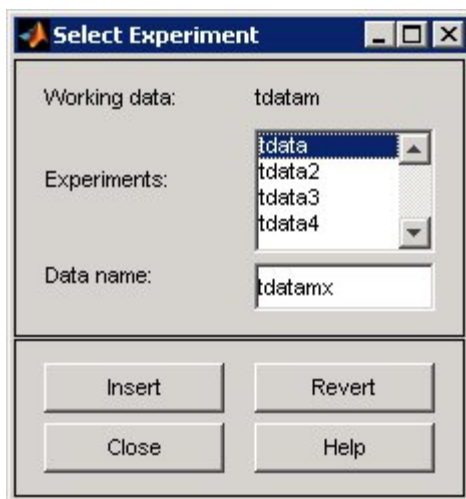 Select Experiment
Working data: tdatam
Experiments:
tdata
tdata2
tdata3
tdata4
Data name: tdatamx
Insert Revert
Close Help